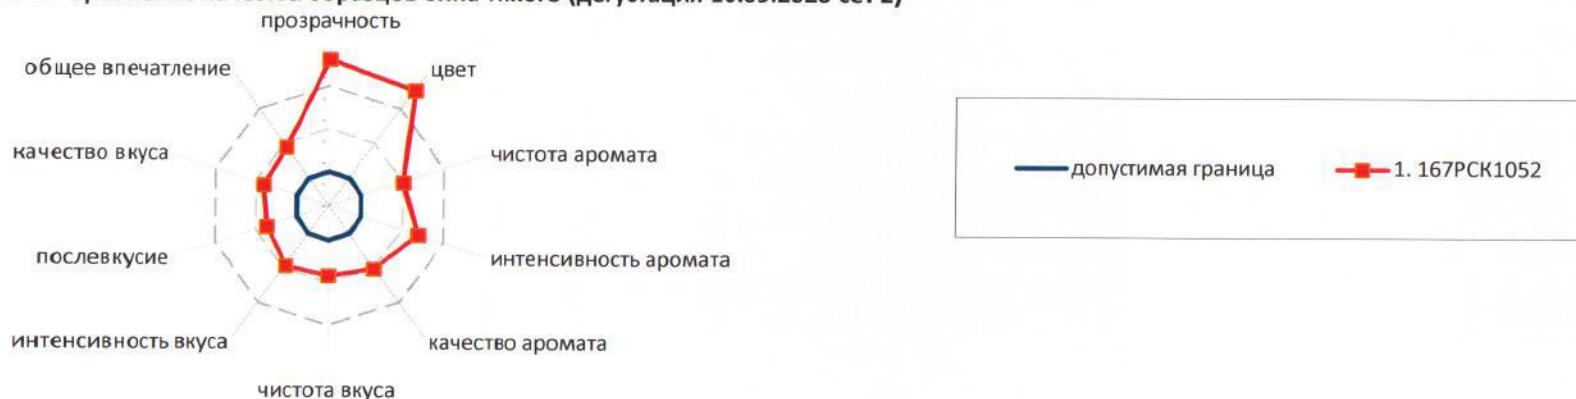 прозрачность
общее впечатление
цвет
качество вкуса
чистота аромата
допустимая граница
1. 167РСК1052
послевкусие
интенсивность аромата
интенсивность вкуса
качество аромата
чистота вкуса